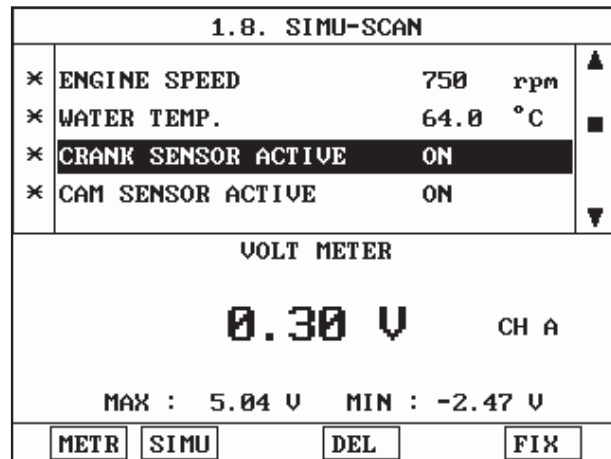 1.8. SIMU-SCAN
* ENGINE SPEED 750 rpm
* WATER TEMP. 64.0 °C
* CRANK SENSOR ACTIVE ON
* CAM SENSOR ACTIVE ON
VOLT METER
0.30 V CH A
MAX : 5.04 V MIN : -2.47 V
METR SIMU DEL FIX